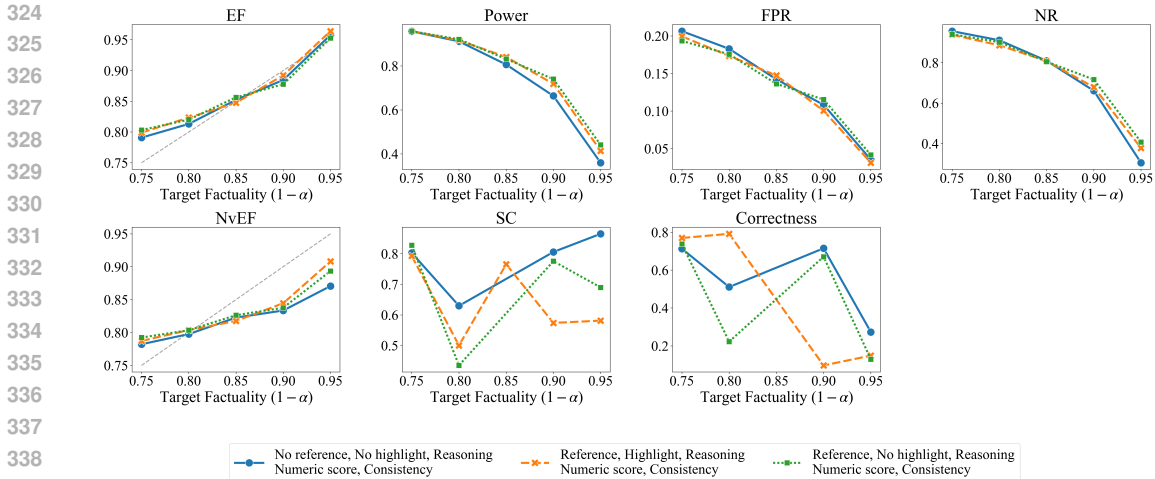 324
325
326
327
328
329
330
331
332
333
334
335
336
337
338
EF
0.95
0.90
0.85
0.80
0.75
0.75 0.80 0.85 0.90 0.95
Target Factuality (1 − α)
Power
0.8
0.6
0.4
0.75 0.80 0.85 0.90 0.95
Target Factuality (1 − α)
FPR
0.20
0.15
0.10
0.05
0.75 0.80 0.85 0.90 0.95
Target Factuality (1 − α)
NR
0.8
0.6
0.4
0.75 0.80 0.85 0.90 0.95
Target Factuality (1 − α)
NvEF
0.95
0.90
0.85
0.80
0.75
0.75 0.80 0.85 0.90 0.95
Target Factuality (1 − α)
SC
0.8
0.7
0.6
0.5
0.75 0.80 0.85 0.90 0.95
Target Factuality (1 − α)
Correctness
0.8
0.6
0.4
0.2
0.75 0.80 0.85 0.90 0.95
Target Factuality (1 − α)
No reference, No highlight, Reasoning
Numeric score, Consistency
Reference, Highlight, Reasoning
Numeric score, Consistency
Reference, No highlight, Reasoning
Numeric score, Consistency